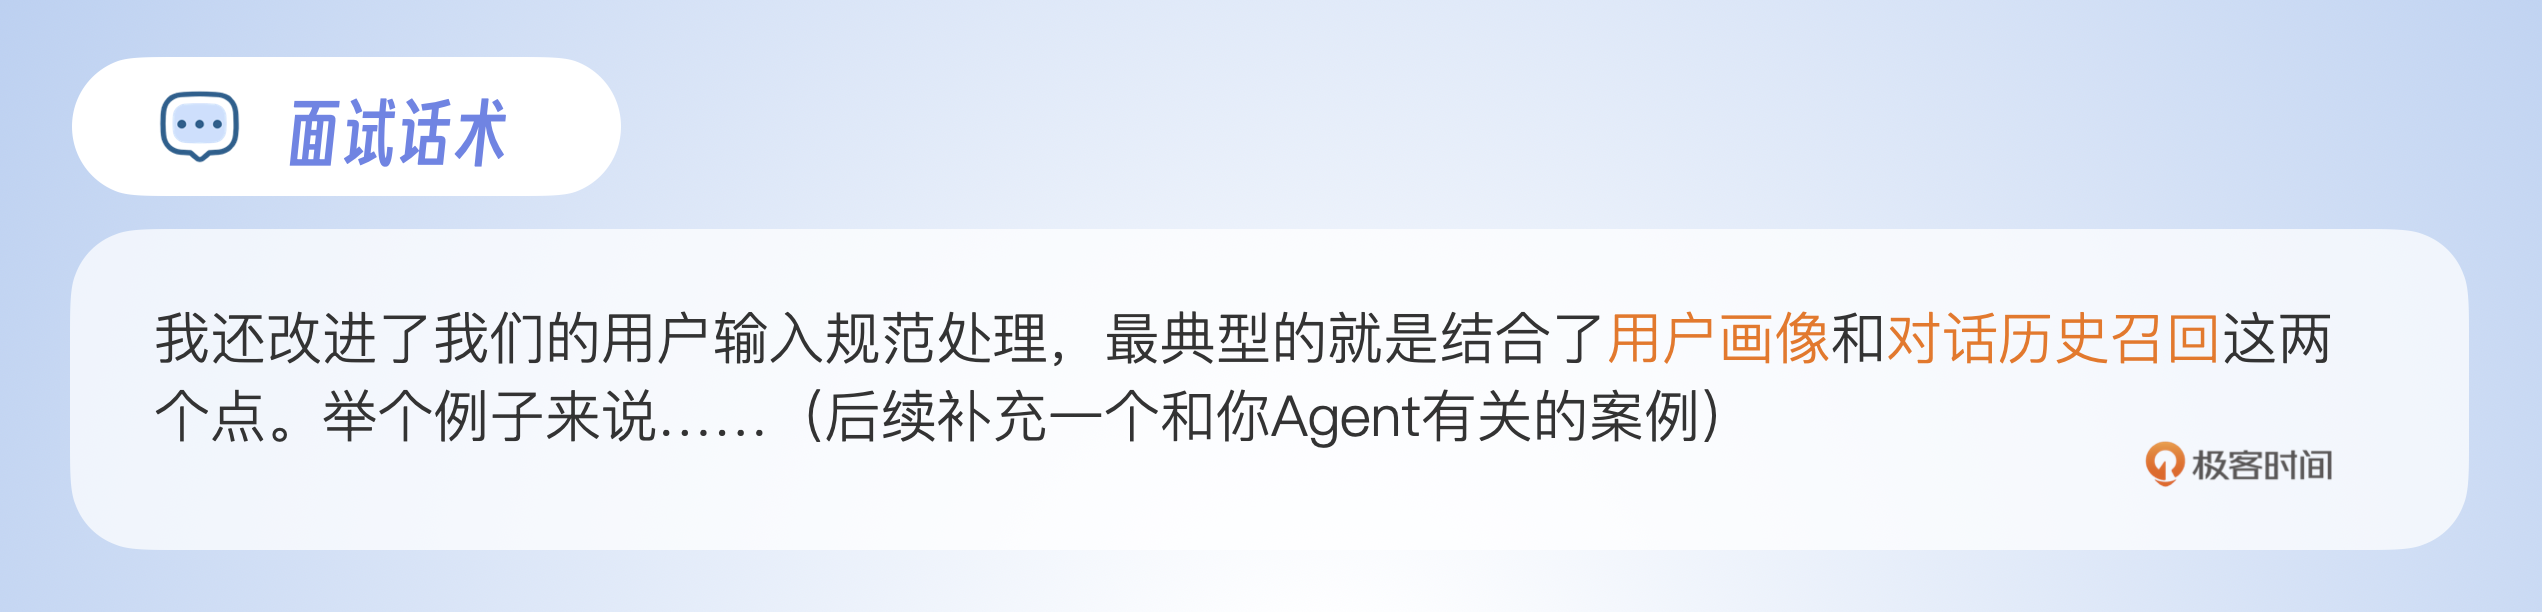 面试话术
我还改进了我们的用户输入规范处理，最典型的就是结合了用户画像和对话历史召回这两
个点。举个例子来说……（后续补充一个和你Agent有关的案例）
极客时间